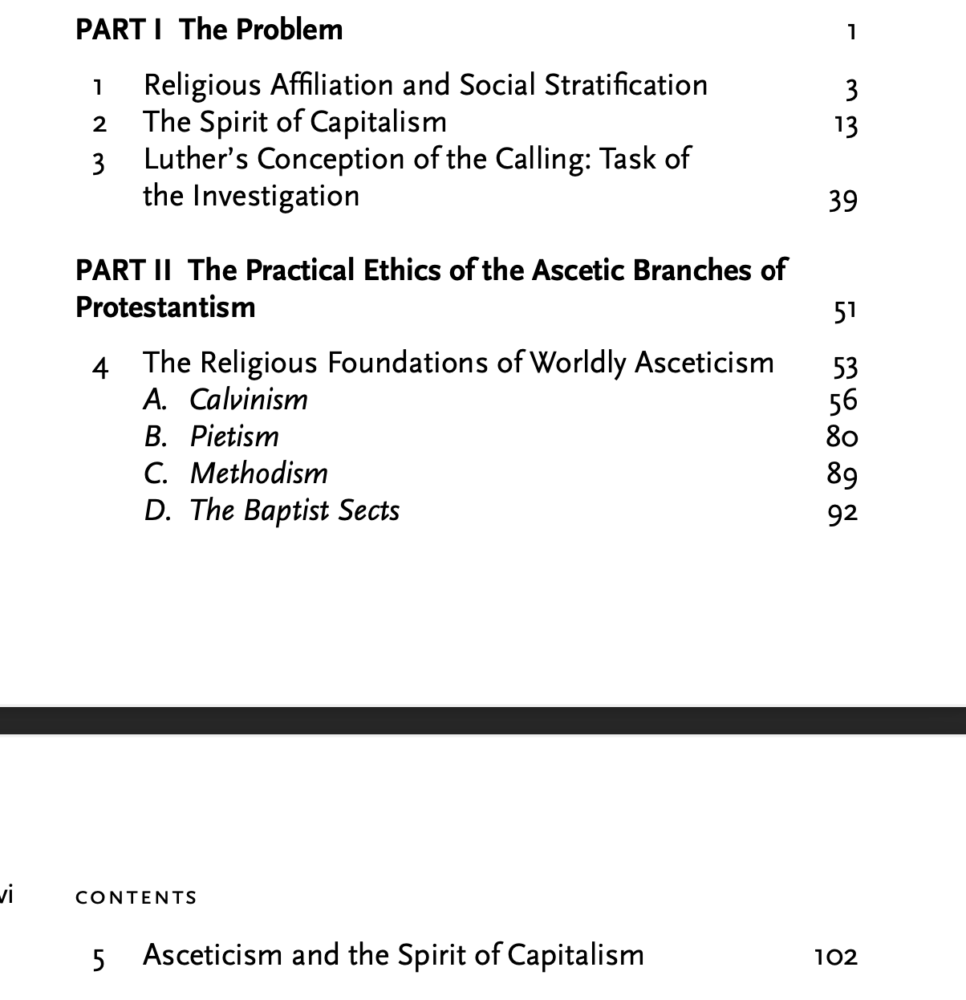 PART I The Problem 1
1 Religious Affiliation and Social Stratification 3
2 The Spirit of Capitalism 13
3 Luther’s Conception of the Calling: Task of
the Investigation 39
PART II The Practical Ethics of the Ascetic Branches of
Protestantism 51
4 The Religious Foundations of Worldly Asceticism 53
A. Calvinism 56
B. Pietism 80
C. Methodism 89
D. The Baptist Sects 92
vi CONTENTS
5 Asceticism and the Spirit of Capitalism 102